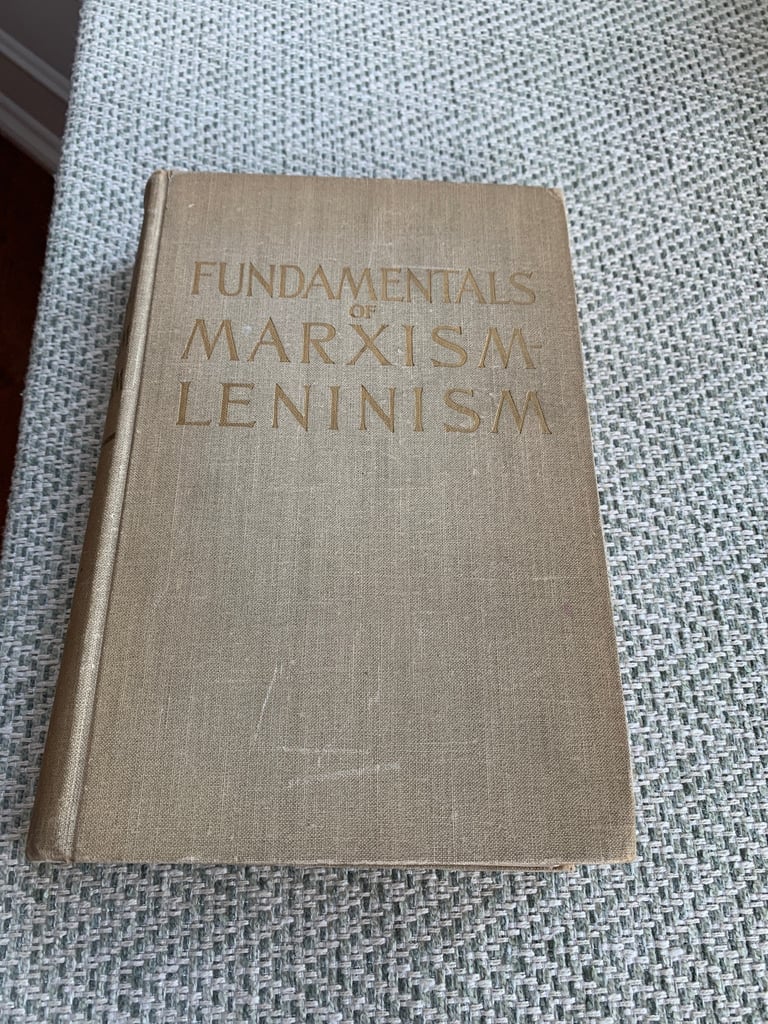 FUNDAMENTALS
OF
MARXISM-
LENINISM